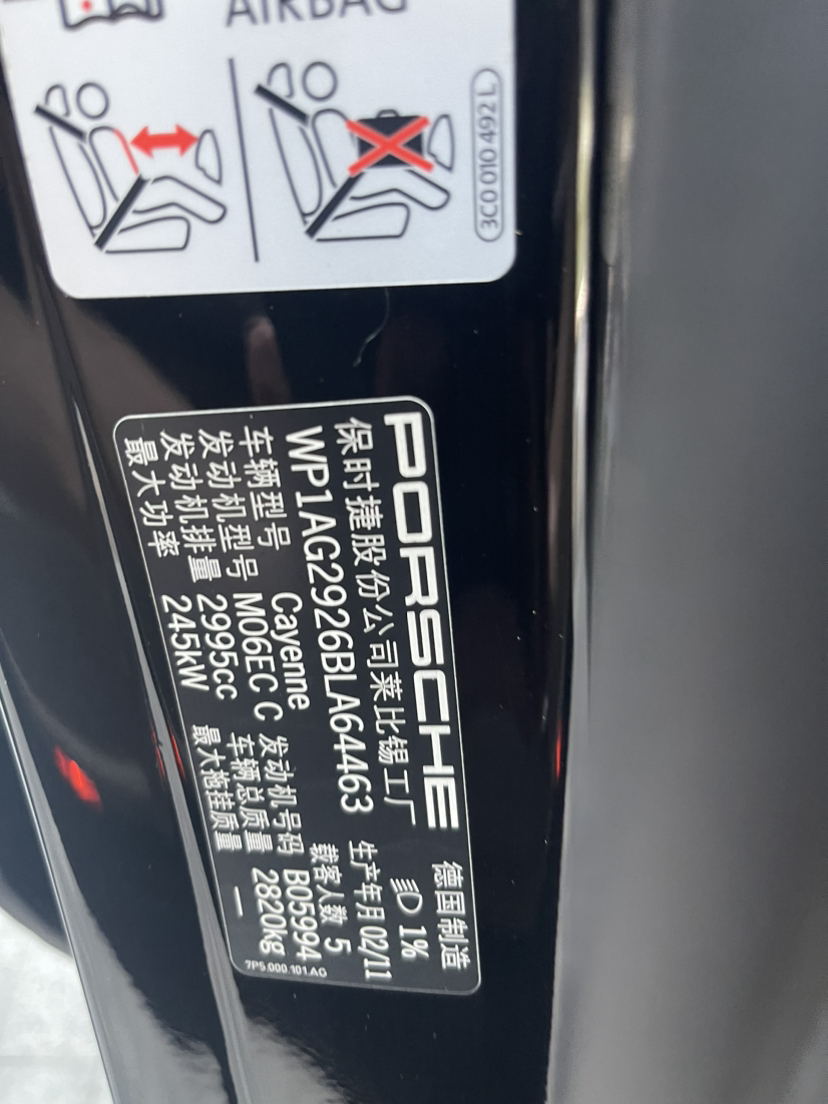 AIRBAG
3C0 010 492 L
PORSCHE 德国制造
保时捷股份公司莱比锡工厂 1%
WP1AG2926BLA64463 生产年月 02/11
载客人数 5
车辆型号 Cayenne 发动机号码 B05994
发动机型号 M06EC C 车辆总质量 2820kg
发动机排量 2995cc 最大拖挂质量 —
最大功率 245kW
7P5.000.101.AG